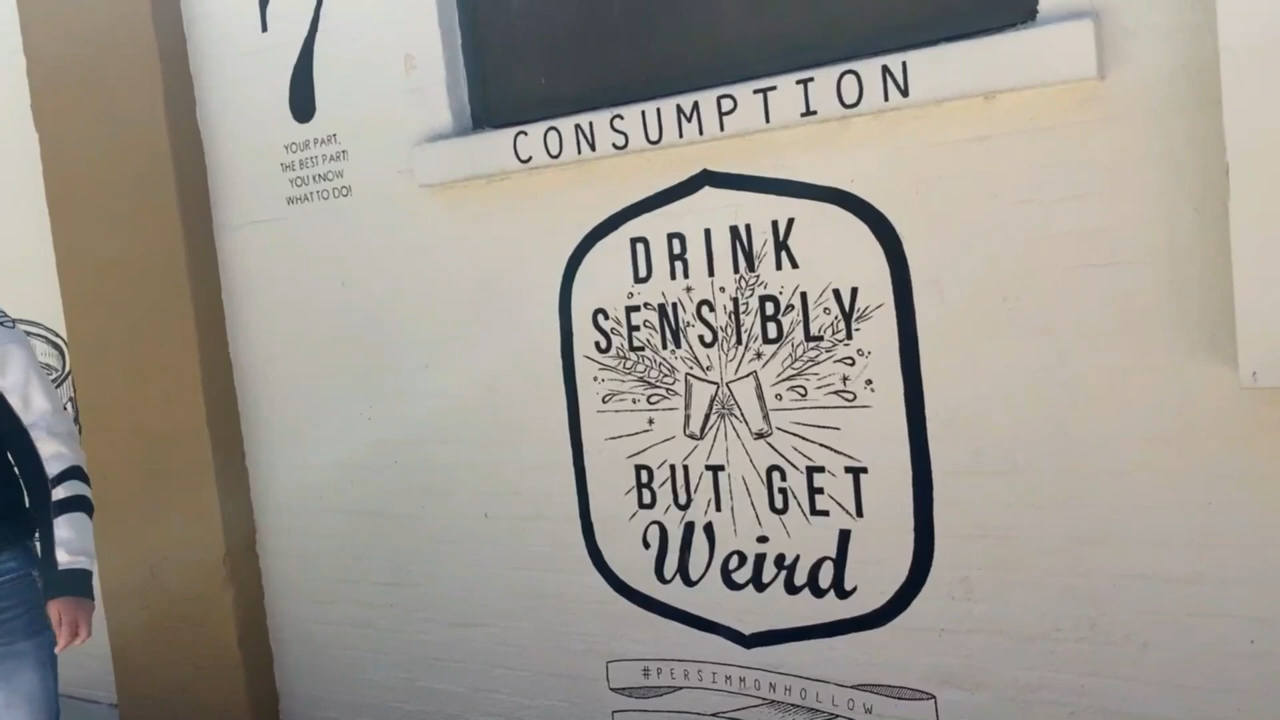 7
YOUR PART.
THE BEST PART!
YOU KNOW
WHAT TO DO!
CONSUMPTION
DRINK
SENSIBLY
BUT GET
Weird
#PERSIMMONHOLLOW